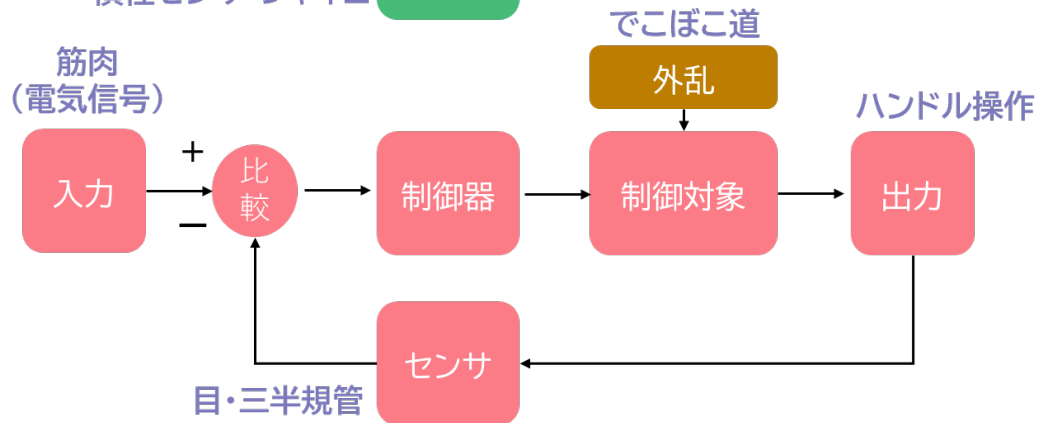 でこぼこ道
筋肉
（電気信号）
外乱
ハンドル操作
入力
＋
－
比
較
制御器
制御対象
出力
センサ
目・三半規管